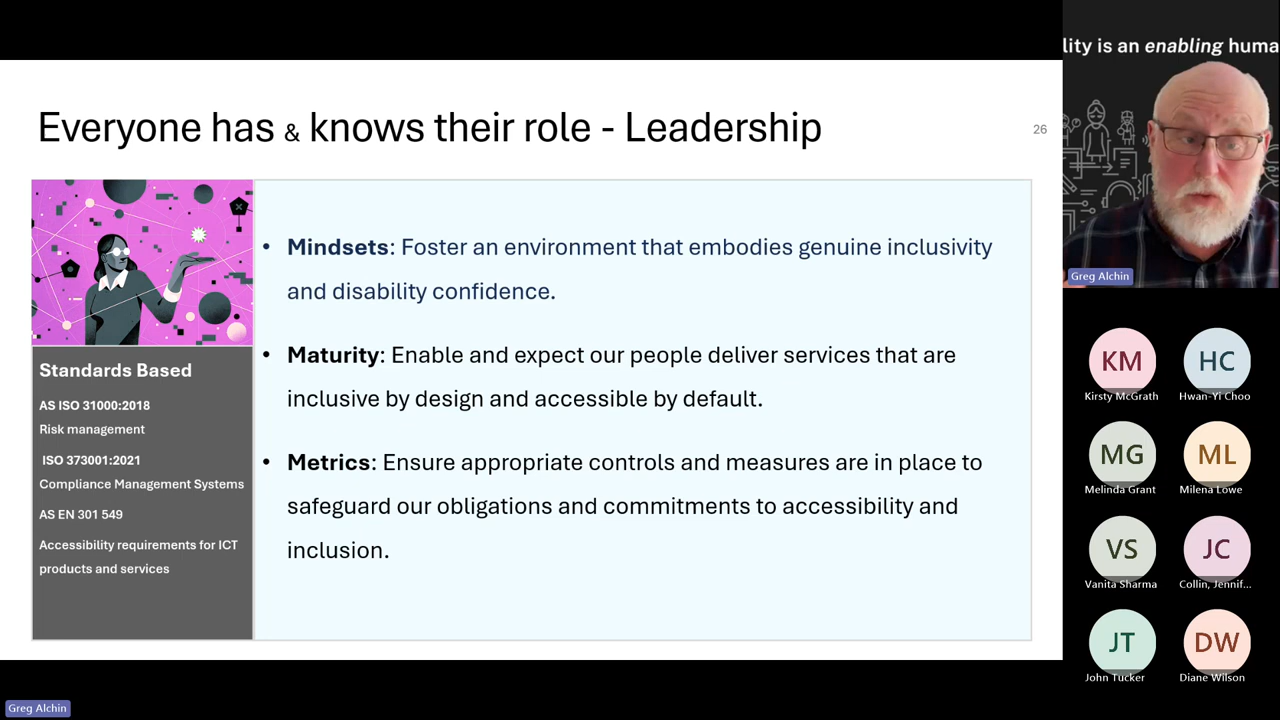 Everyone has & knows their role - Leadership
26
Standards Based
AS ISO 31000:2018
Risk management
ISO 373001:2021
Compliance Management Systems
AS EN 301 549
Accessibility requirements for ICT
products and services
• Mindsets: Foster an environment that embodies genuine inclusivity
and disability confidence.
• Maturity: Enable and expect our people deliver services that are
inclusive by design and accessible by default.
• Metrics: Ensure appropriate controls and measures are in place to
safeguard our obligations and commitments to accessibility and
inclusion.
lity is an enabling huma
Greg Alchin
KM
Kirsty McGrath
HC
Hwan-Yi Choo
MG
Melinda Grant
ML
Milena Lowe
VS
Vanita Sharma
JC
Collin, Jennif...
JT
John Tucker
DW
Diane Wilson
Greg Alchin